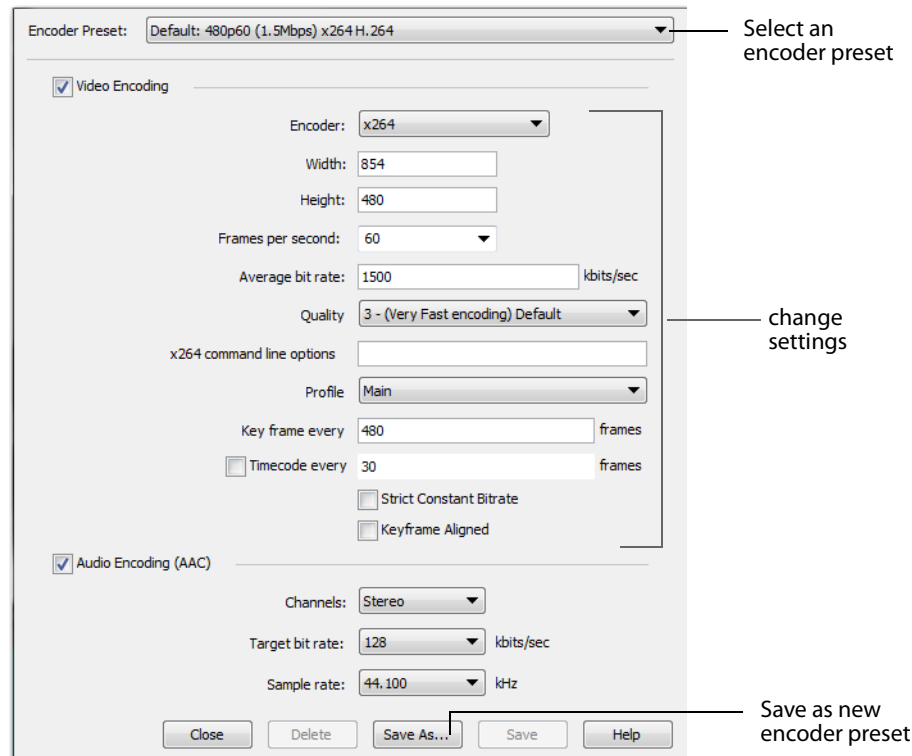 Encoder Preset: Default: 480p60 (1.5Mbps) x264 H.264
Select an
encoder preset
Video Encoding
Encoder: x264
Width: 854
Height: 480
Frames per second: 60
Average bit rate: 1500 kbits/sec
Quality 3 - (Very Fast encoding) Default
change
settings
x264 command line options
Profile Main
Key frame every 480 frames
Timecode every 30 frames
Strict Constant Bitrate
Keyframe Aligned
Audio Encoding (AAC)
Channels: Stereo
Target bit rate: 128 kbits/sec
Sample rate: 44.100 kHz
Save as new
encoder preset
Close Delete Save As... Save Help